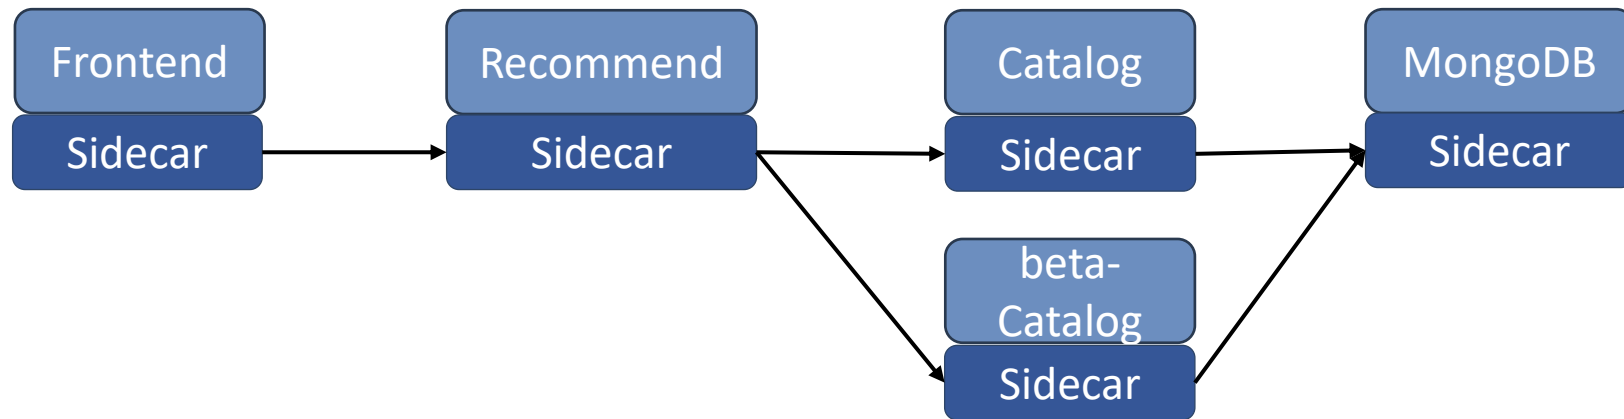 Frontend
Sidecar
Recommend
Sidecar
Catalog
Sidecar
MongoDB
Sidecar
beta-
Catalog
Sidecar